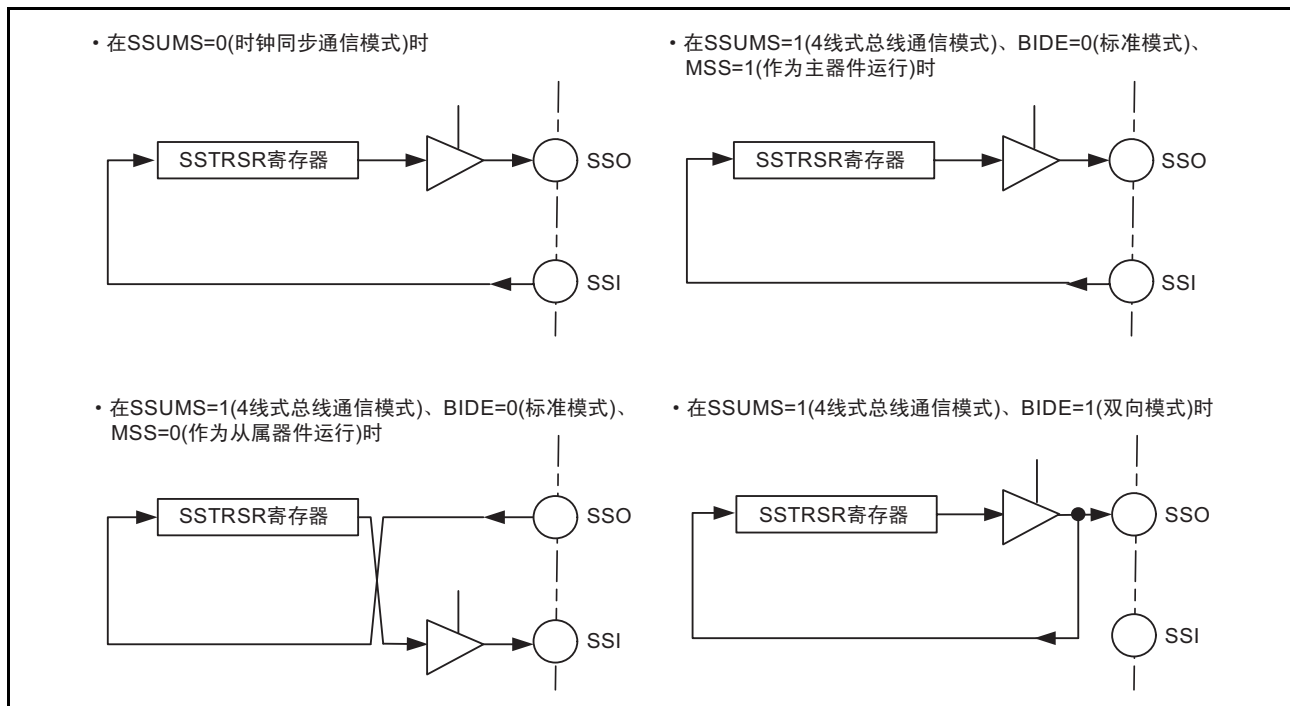 ・在SSUMS=0(时钟同步通信模式)时
SSTRSR寄存器
SSO
SSI
・在SSUMS=1(4线式总线通信模式)、BIDE=0(标准模式)、
MSS=1(作为主器件运行)时
SSTRSR寄存器
SSO
SSI
・在SSUMS=1(4线式总线通信模式)、BIDE=0(标准模式)、
MSS=0(作为从属器件运行)时
SSTRSR寄存器
SSO
SSI
・在SSUMS=1(4线式总线通信模式)、BIDE=1(双向模式)时
SSTRSR寄存器
SSO
SSI